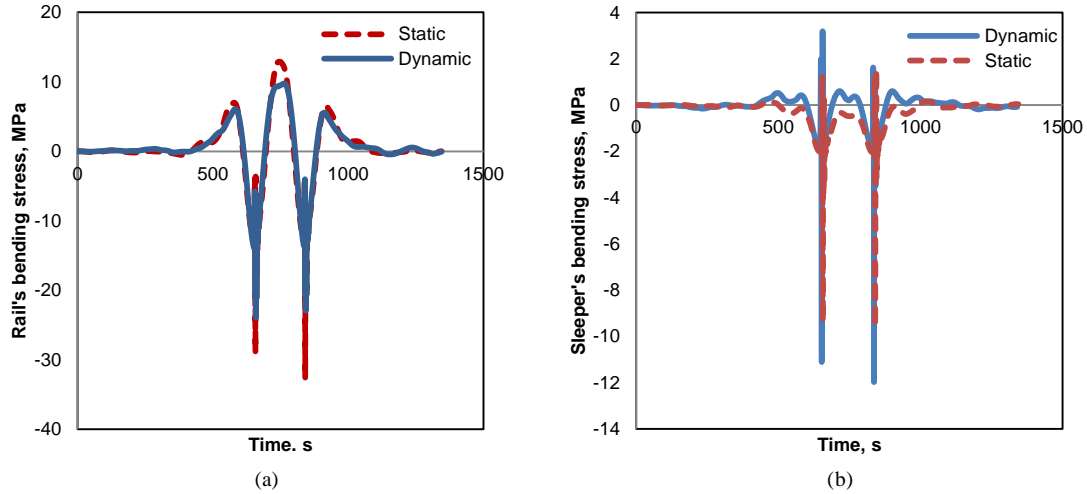 20
10
0
-10
-20
-30
-40
0
500
1000
1500
Rail's bending stress, MPa
Time. s
Static
Dynamic
(a)
4
2
0
-2
-4
-6
-8
-10
-12
-14
0
500
1000
1500
Sleeper's bending stress, MPa
Time, s
Dynamic
Static
(b)